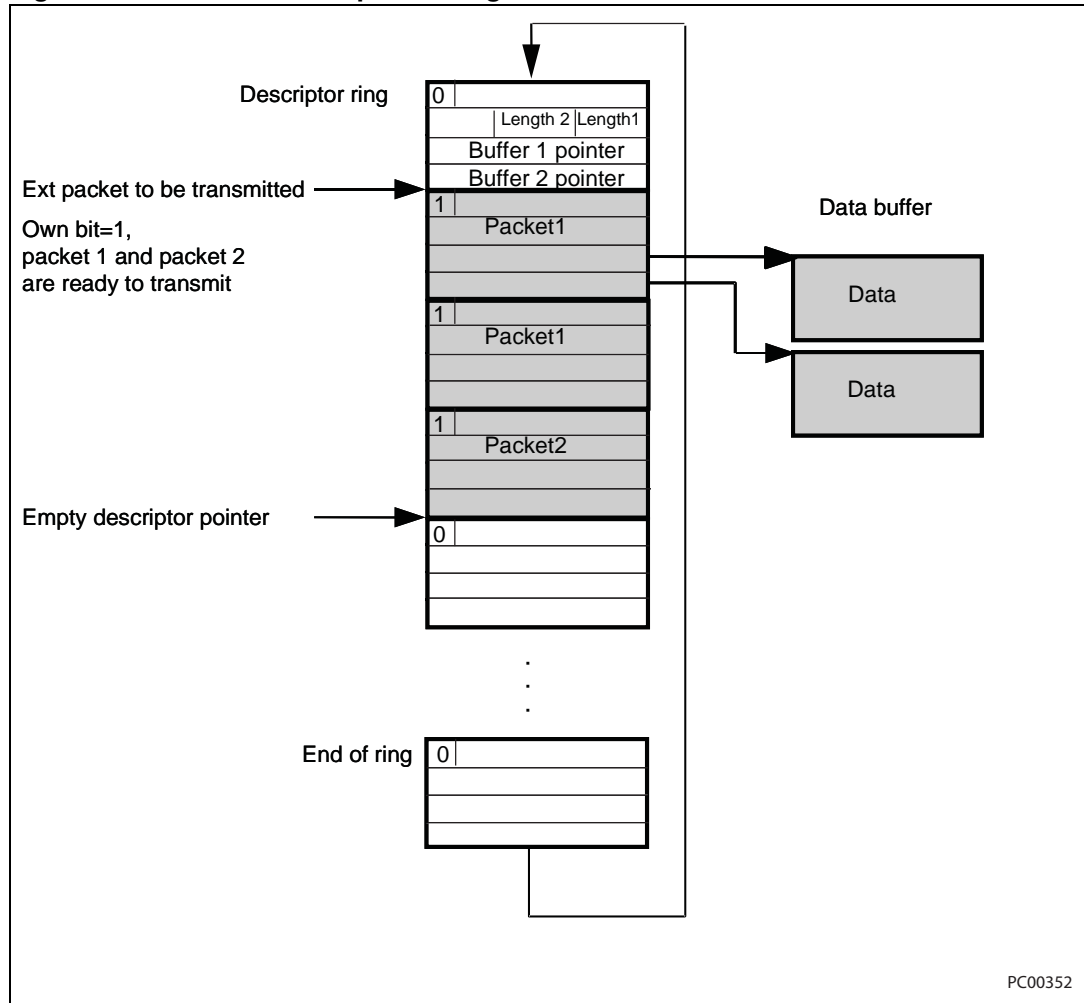 Descriptor ring
0
Length 2 Length1
Buffer 1 pointer
Buffer 2 pointer
Ext packet to be transmitted
Own bit=1,
packet 1 and packet 2
are ready to transmit
1
Packet1
Data buffer
Data
1
Packet1
Data
1
Packet2
Empty descriptor pointer
0
.
.
.
End of ring
0
PC00352